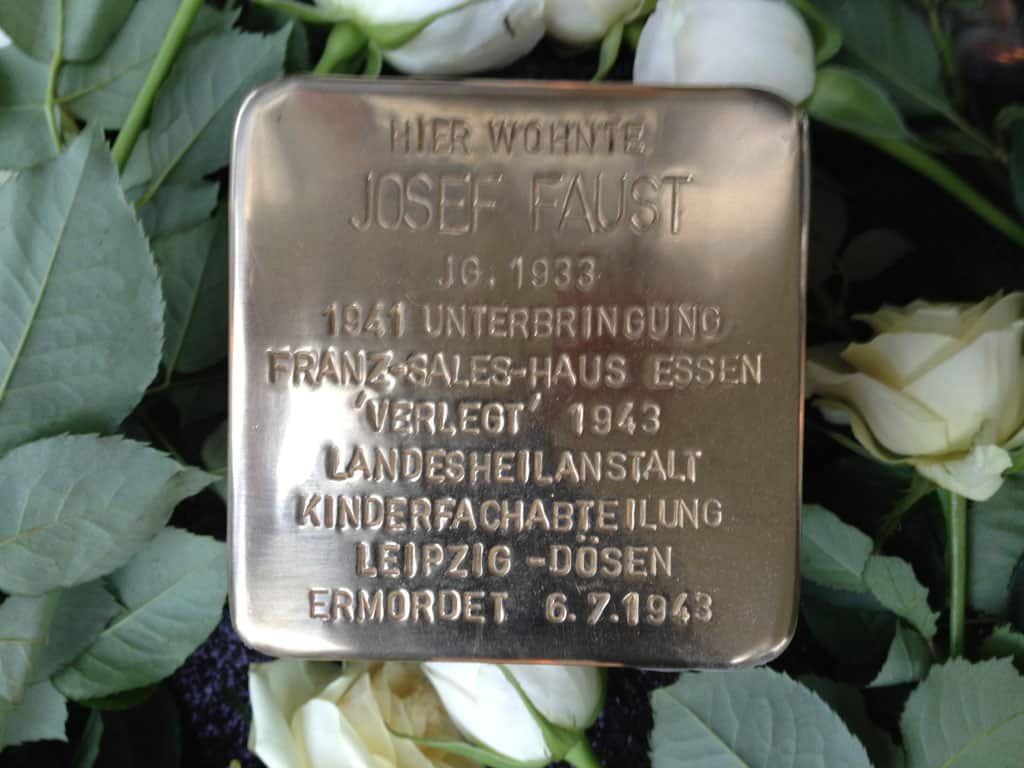 HIER WOHNTE
JOSEF FAUST
JG. 1933
1941 UNTERBRINGUNG
FRANZ-SALES-HAUS ESSEN
'VERLEGT' 1943
LANDESHEILANSTALT
KINDERFACHABTEILUNG
LEIPZIG -DÖSEN
ERMORDET 6.7.1943